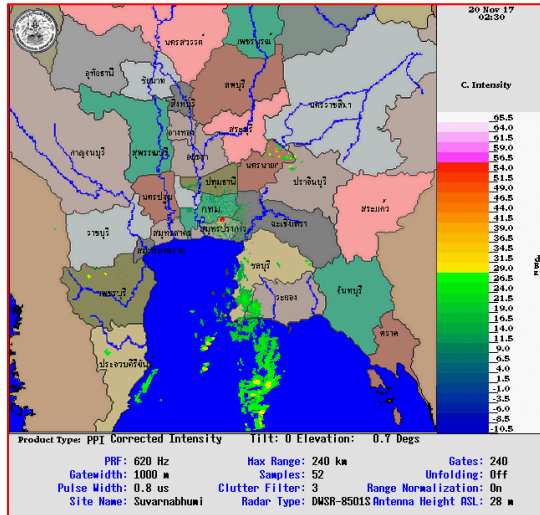 20 Nov 17
02:30
C. Intensity
65.5
64.0
61.5
59.0
56.5
54.0
51.5
49.0
46.5
44.0
41.5
39.0
36.5
34.0
31.5
29.0
26.5
24.0
21.5
19.0
16.5
14.0
11.5
9.0
6.5
4.0
1.5
-1.0
-3.5
-6.0
-8.5
-10.5
นครสวรรค์
เพชรบูรณ์
อุทัยธานี
ชัยนาท
ลพบุรี
สิงห์บุรี
นครราชสีมา
อ่างทอง
สระบุรี
กาญจนบุรี
สุพรรณบุรี
อยุธยา
นครนายก
ปราจีนบุรี
ปทุมธานี
นครปฐม
สระแก้ว
กทม.
ฉะเชิงเทรา
ราชบุรี
สมุทรสาคร
สมุทรปราการ
สมุทรสงคราม
ชลบุรี
เพชรบุรี
ระยอง
จันทบุรี
ตราด
ประจวบคีรีขันธ์
Product Type: PPI Corrected Intensity Tilt: 0 Elevation: 0.7 Degs
PRF: 620 Hz Max Range: 240 km Gates: 240
Gatewidth: 1000 m Samples: 52 Unfolding: Off
Pulse Width: 0.8 us Clutter Filter: 3 Range Normalization: On
Site Name: Suvarnabhumi Radar Type: DWSR-8501S Antenna Height ASL: 28 m